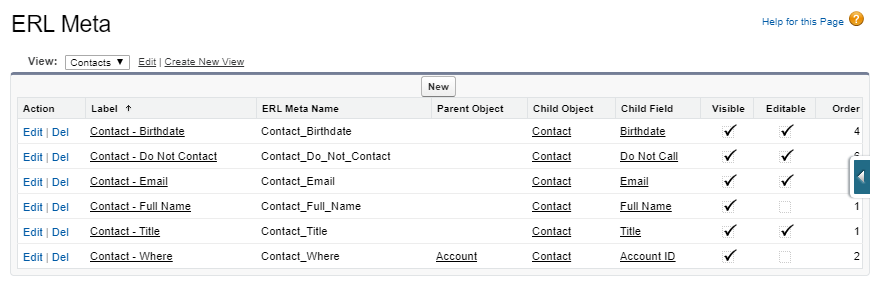 ERL Meta
Help for this Page
View: Contacts Edit | Create New View
New
Action Label ERL Meta Name Parent Object Child Object Child Field Visible Editable Order
Edit | Del Contact - Birthdate Contact_Birthdate Contact Birthdate 4
Edit | Del Contact - Do Not Contact Contact_Do_Not_Contact Contact Do Not Call
Edit | Del Contact - Email Contact_Email Contact Email
Edit | Del Contact - Full Name Contact_Full_Name Contact Full Name 1
Edit | Del Contact - Title Contact_Title Contact Title 1
Edit | Del Contact - Where Contact_Where Account Contact Account ID 2